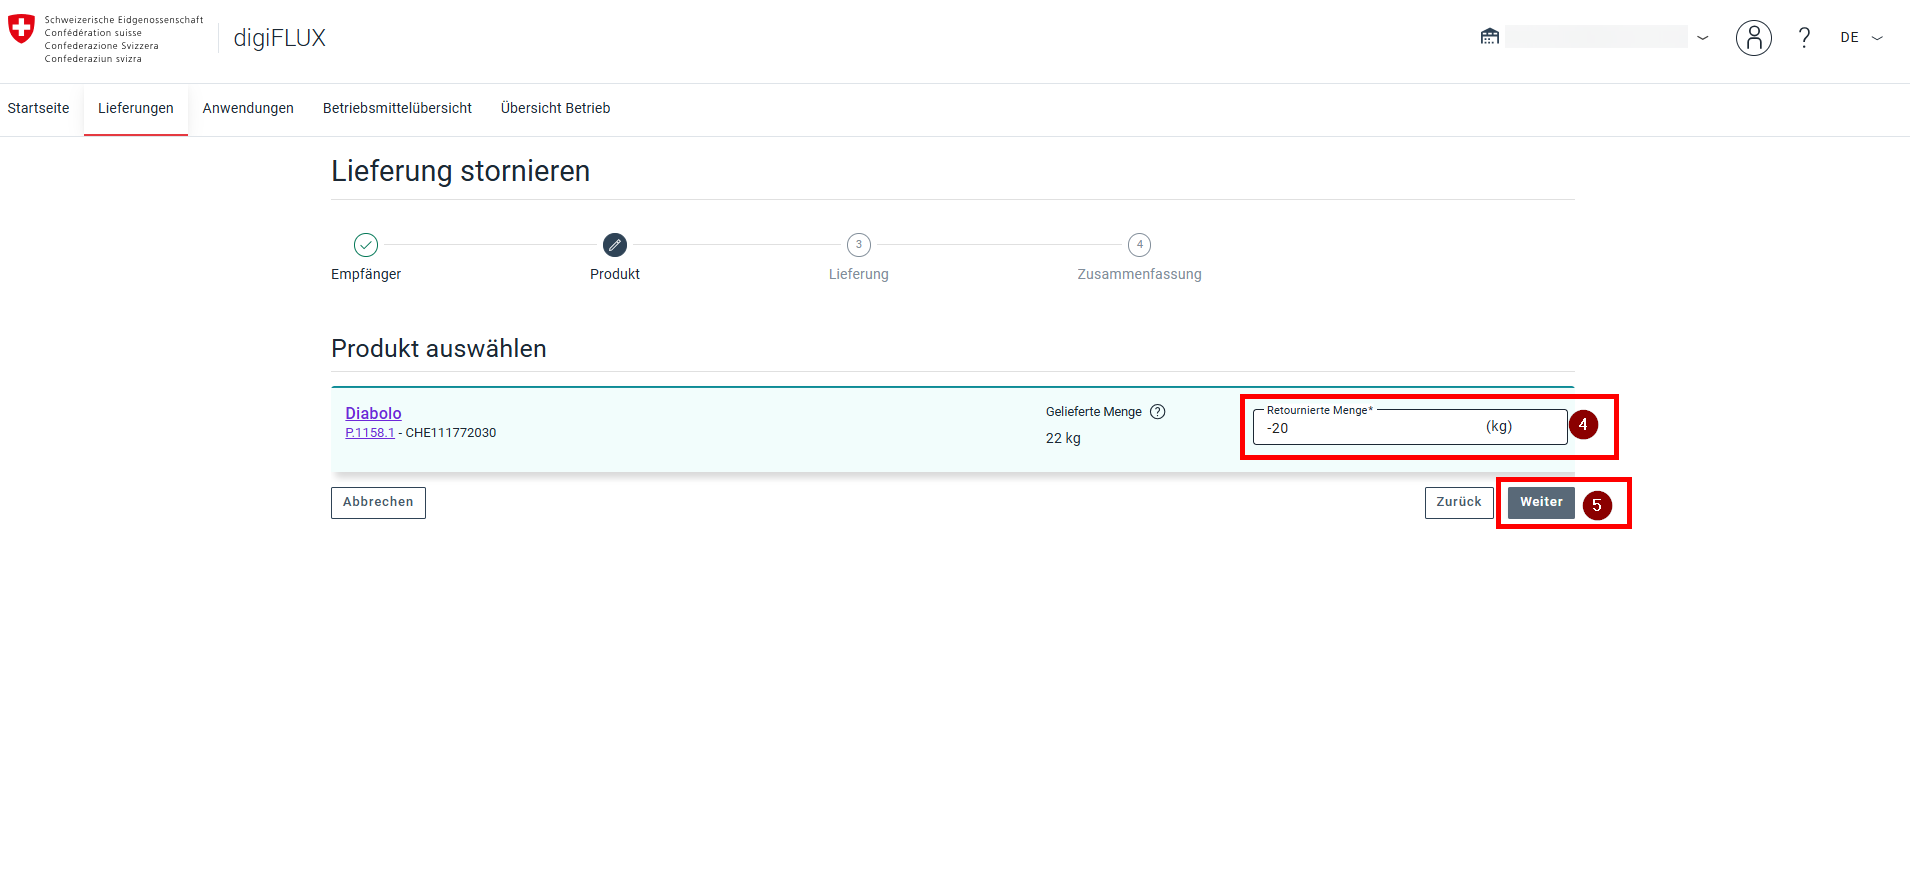 Schweizerische Eidgenossenschaft
Confédération suisse
Confederazione Svizzera
Confederaziun svizra
digiFLUX
?
DE
Startseite
Lieferungen
Anwendungen
Betriebsmittelübersicht
Übersicht Betrieb
Lieferung stornieren
3
4
Empfänger
Produkt
Lieferung
Zusammenfassung
Produkt auswählen
Diabolo
P.1158.1 - CHE111772030
Gelieferte Menge ?
22 kg
Retournierte Menge*
-20 (kg)
4
Abbrechen
Zurück
Weiter
5